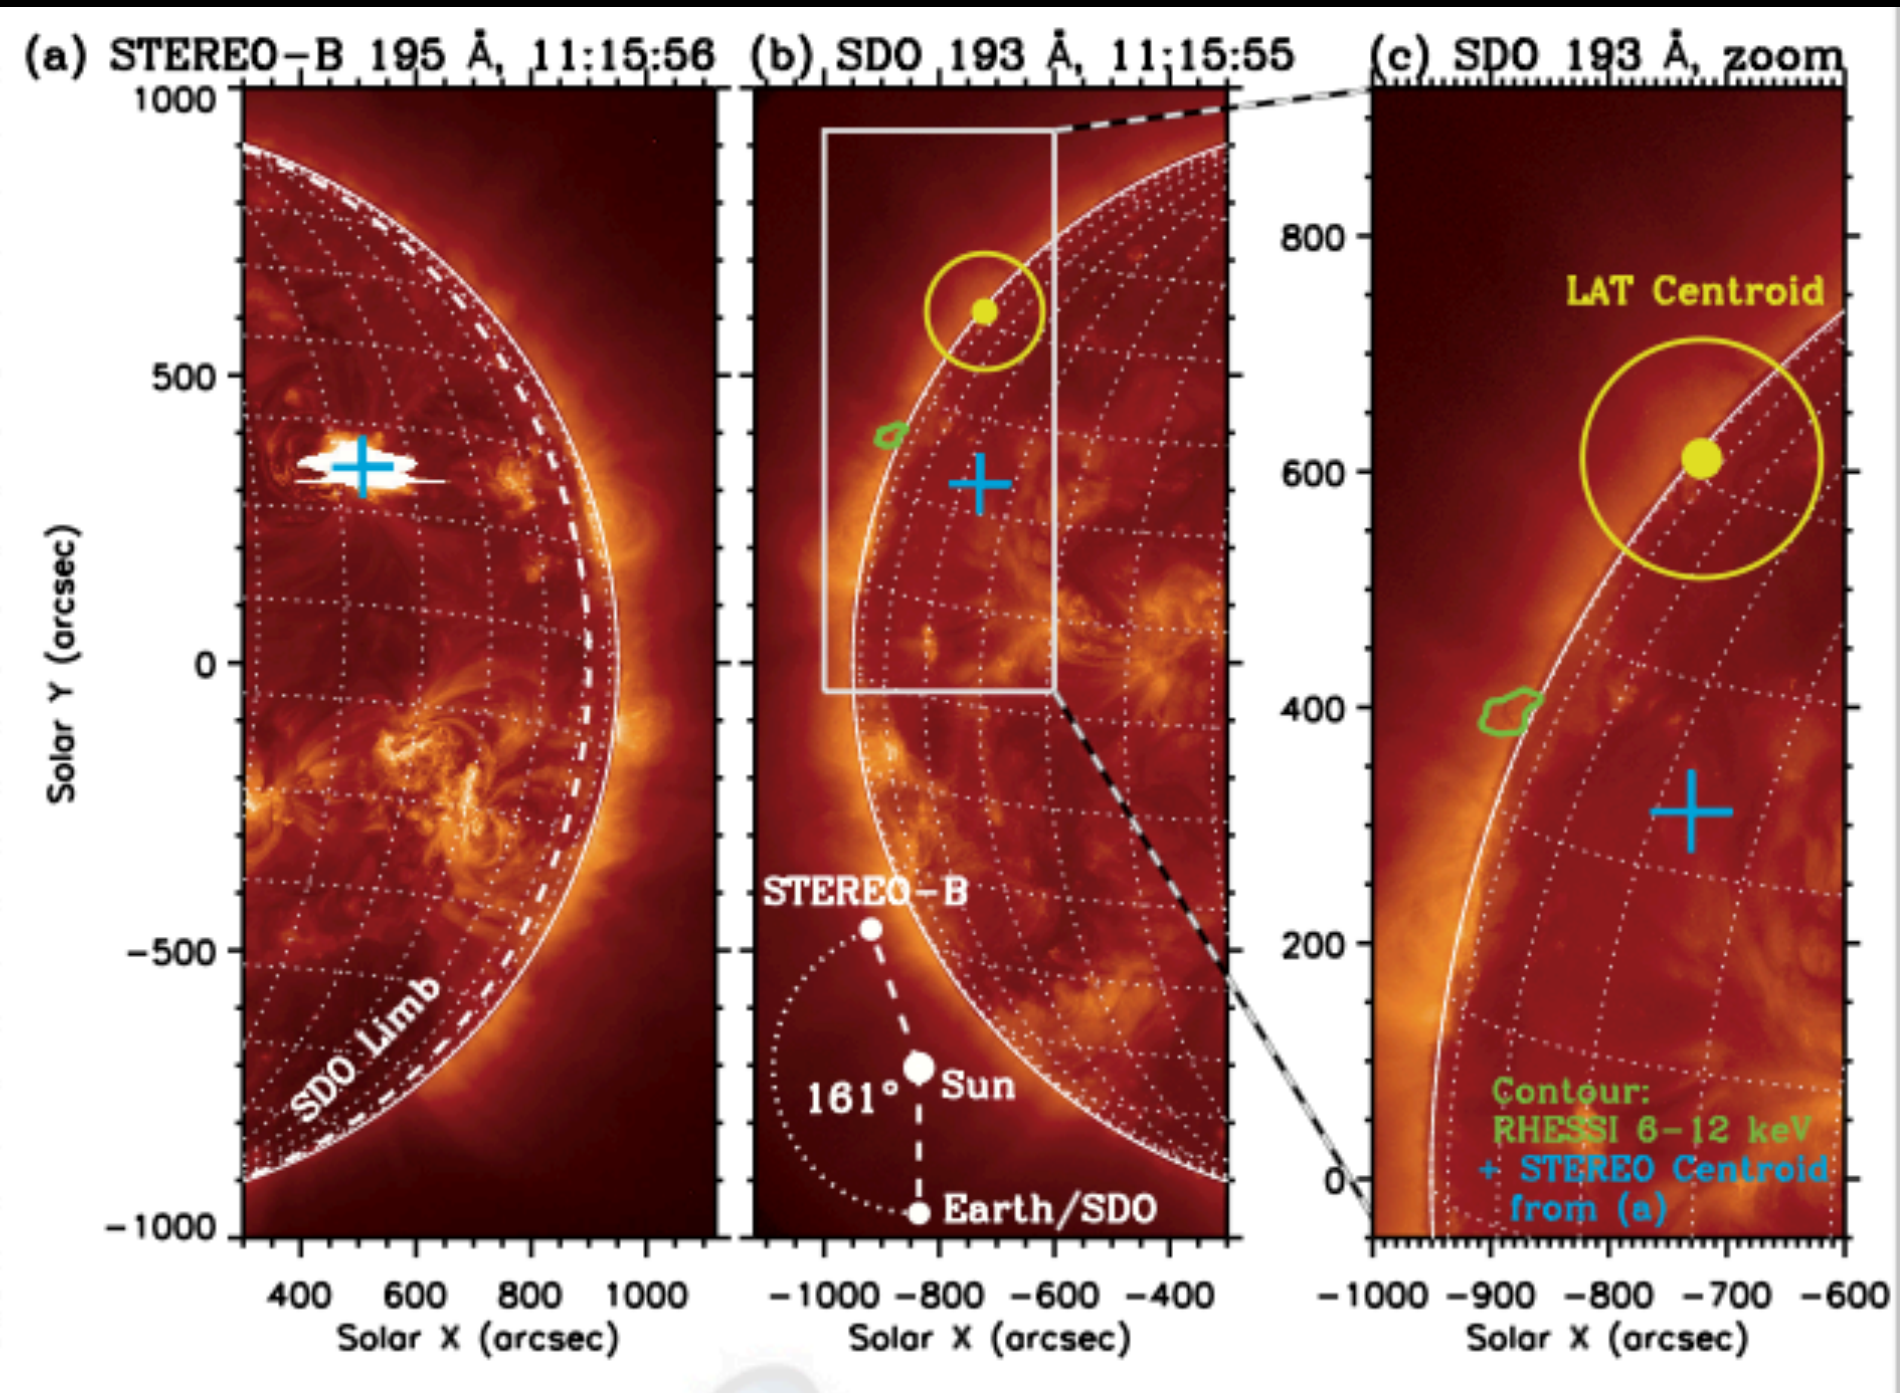 (a) STEREO-B 195 Å, 11:15:56
(b) SDO 193 Å, 11:15:55
(c) SDO 193 Å, zoom
1000
500
0
-500
-1000
Solar Y (arcsec)
SDO Limb
400 600 800 1000
Solar X (arcsec)
STEREO-B
161°
Sun
Earth/SDO
-1000 -800 -600 -400
Solar X (arcsec)
800
600
400
200
0
LAT Centroid
Contour:
RHESSI 6-12 keV
+ STEREO Centroid
from (a)
-1000 -900 -800 -700 -600
Solar X (arcsec)